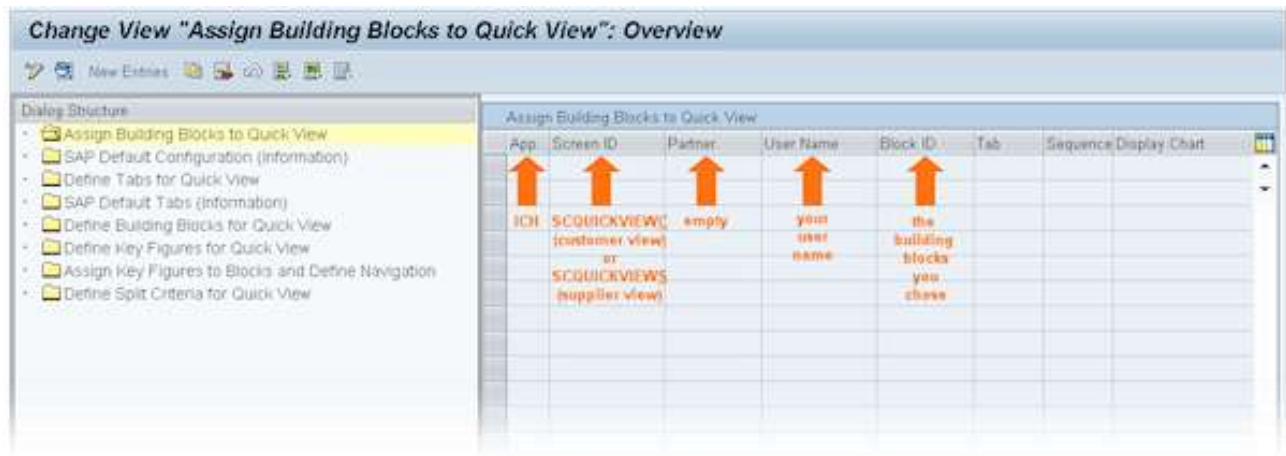 Change View "Assign Building Blocks to Quick View": Overview
New Entries
Dialog Structure
Assign Building Blocks to Quick View
SAP Default Configuration (Information)
Define Tabs for Quick View
SAP Default Tabs (Information)
Define Building Blocks for Quick View
Define Key Figures for Quick View
Assign Key Figures to Blocks and Define Navigation
Define Split Criteria for Quick View
Assign Building Blocks to Quick View
App Screen ID Partner User Name Block ID Tab Sequence Display Chart
ICH
SCQUICKVIEWC
(customer view)
or
SCQUICKVIEWS
(supplier view)
empty
your
user
name
the
building
blocks
you
chose